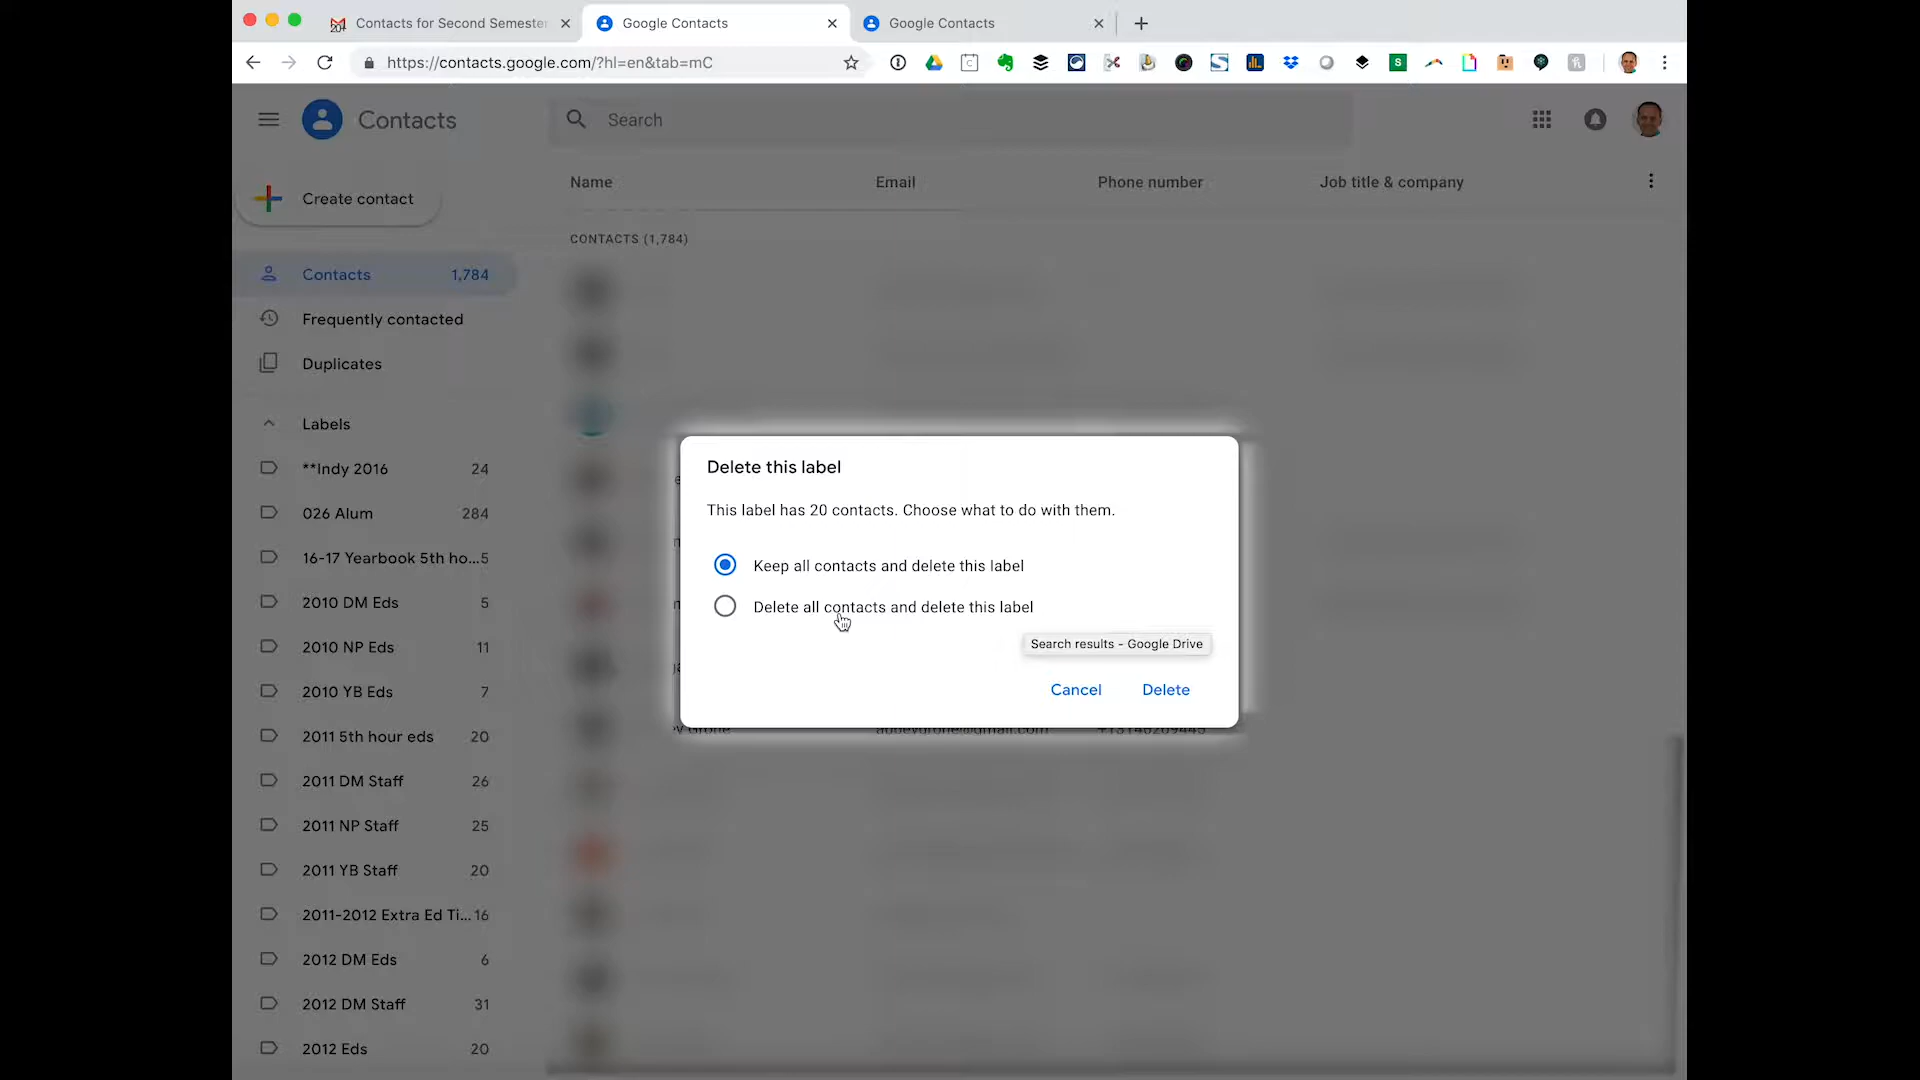 Contacts for Second Semester
Google Contacts
Google Contacts
https://contacts.google.com/?hl=en&tab=mC
Contacts
Search
Create contact
Name
Email
Phone number
Job title & company
CONTACTS (1,784)
Contacts 1,784
Frequently contacted
Duplicates
Labels
**Indy 2016 24
026 Alum 284
16-17 Yearbook 5th ho... 5
2010 DM Eds 5
2010 NP Eds 11
2010 YB Eds 7
2011 5th hour eds 20
2011 DM Staff 26
2011 NP Staff 25
2011 YB Staff 20
2011-2012 Extra Ed Ti... 16
2012 DM Eds 6
2012 DM Staff 31
2012 Eds 20
Delete this label
This label has 20 contacts. Choose what to do with them.
Keep all contacts and delete this label
Delete all contacts and delete this label
Search results - Google Drive
Cancel
Delete